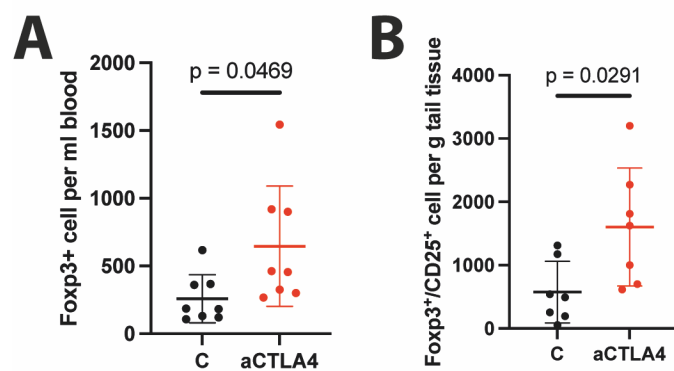 A
Foxp3+ cell per ml blood
p = 0.0469
2000
1500
1000
500
0
C aCTLA4
B
Foxp3⁺/CD25⁺ cell per g tail tissue
p = 0.0291
4000
3000
2000
1000
0
C aCTLA4